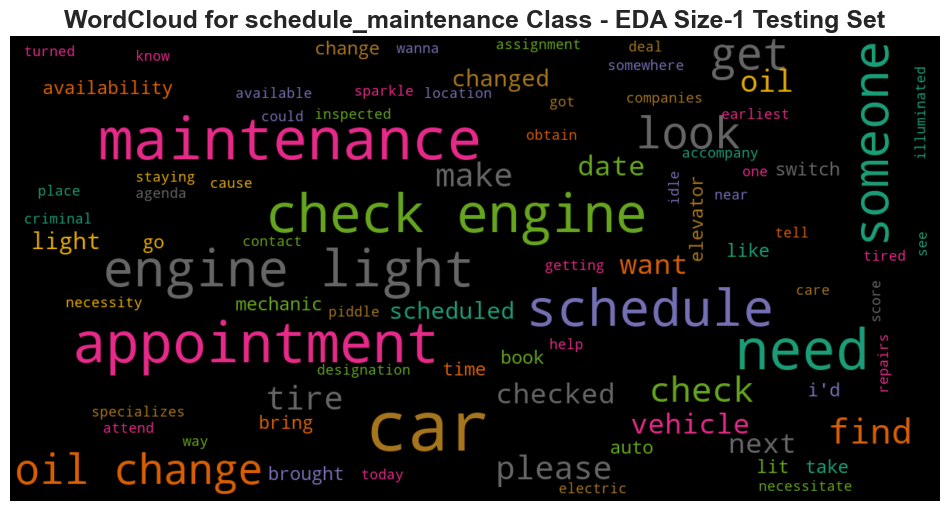 WordCloud for schedule_maintenance Class - EDA Size-1 Testing Set
turned
know
change
wanna
assignment
deal
somewhere
get
someone
availability
available
sparkle
location
changed
got
companies
oil
illuminated
could
inspected
maintenance
obtain
look
earliest
accompany
staying
cause
agenda
make
date
one
switch
place
idle
near
criminal
check engine
elevator
tell
light
go
contact
like
see
tired
engine light
getting
want
necessity
mechanic
piddle
scheduled
schedule
care
score
appointment
help
need
repairs
designation
time
book
tire
checked
check
i'd
specializes
attend
bring
car
vehicle
find
way
auto
next
oil change
brought
today
please
lit
take
electric
necessitate